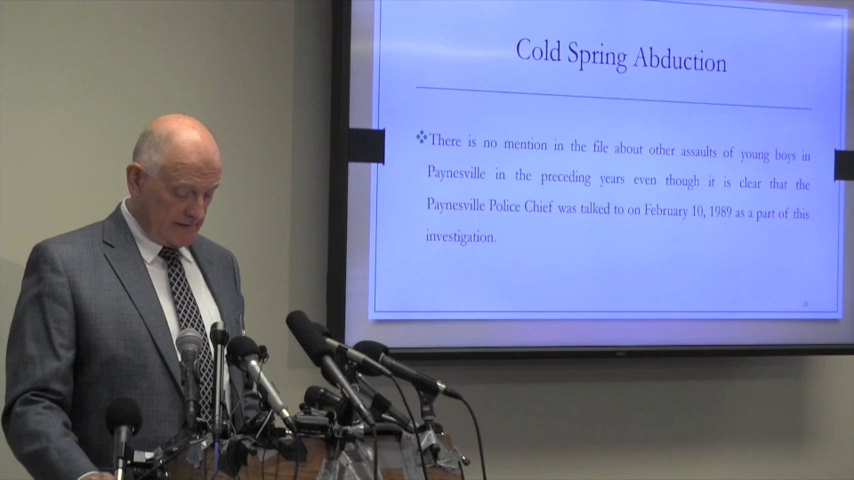 Cold Spring Abduction
❖There is no mention in the file about other assaults of young boys in
Paynesville in the preceding years even though it is clear that the
Paynesville Police Chief was talked to on February 10, 1989 as a part of this
investigation.